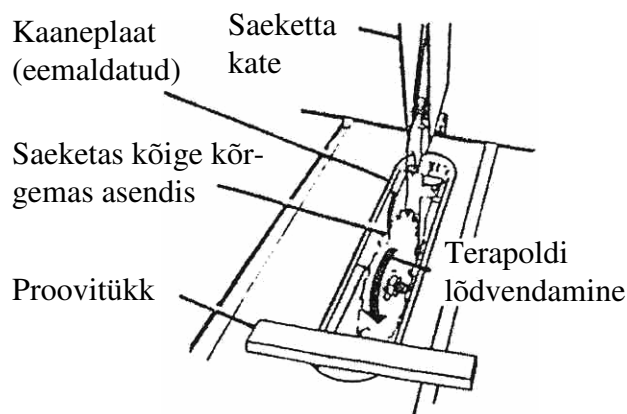 Kaaneplaat
(eemaldatud)
Saeketta
kate
Saeketas kõige kõr-
gemas asendis
Terapoldi
lõdvendamine
Proovitükk